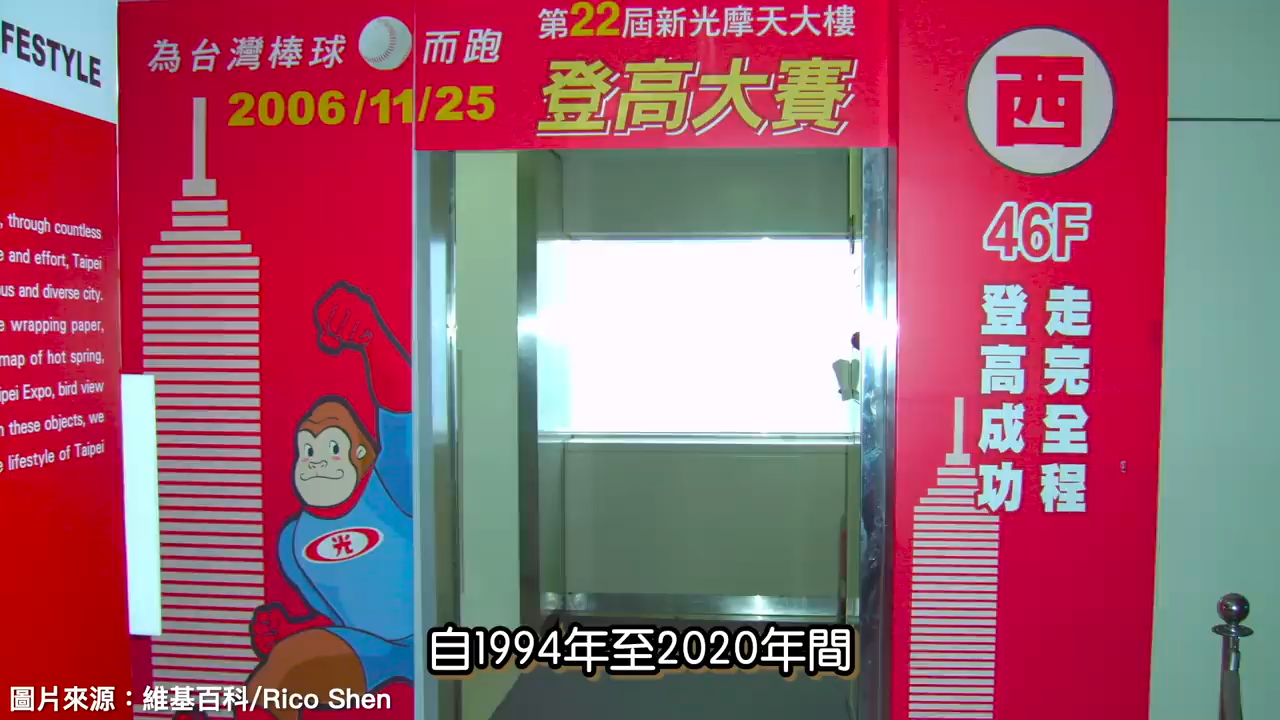 FESTYLE
, through countless
e and effort, Taipei
ous and diverse city.
e wrapping paper,
map of hot spring,
ipei Expo, bird view
n these objects, we
e lifestyle of Taipei
為台灣棒球而跑
2006/11/25
第22屆新光摩天大樓
登高大賽
光
西
46F
走完全程
登高成功
自1994年至2020年間
圖片來源：維基百科/Rico Shen